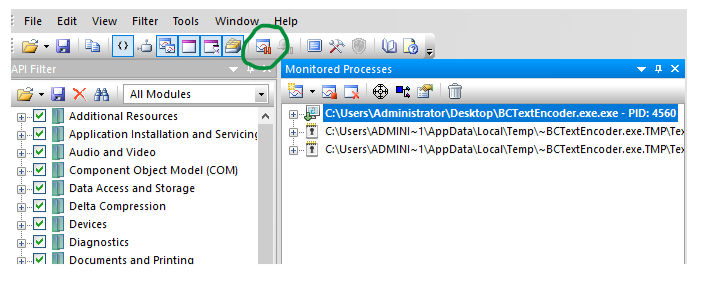 File Edit View Filter Tools Window Help
API Filter
Monitored Processes
All Modules
Additional Resources
Application Installation and Servicing
Audio and Video
Component Object Model (COM)
Data Access and Storage
Delta Compression
Devices
Diagnostics
Documents and Printing
C:\Users\Administrator\Desktop\BCTextEncoder.exe.exe - PID: 4560
C:\Users\ADMINI~1\AppData\Local\Temp\~BCTextEncoder.exe.TMP\Tex
C:\Users\ADMINI~1\AppData\Local\Temp\~BCTextEncoder.exe.TMP\Tex